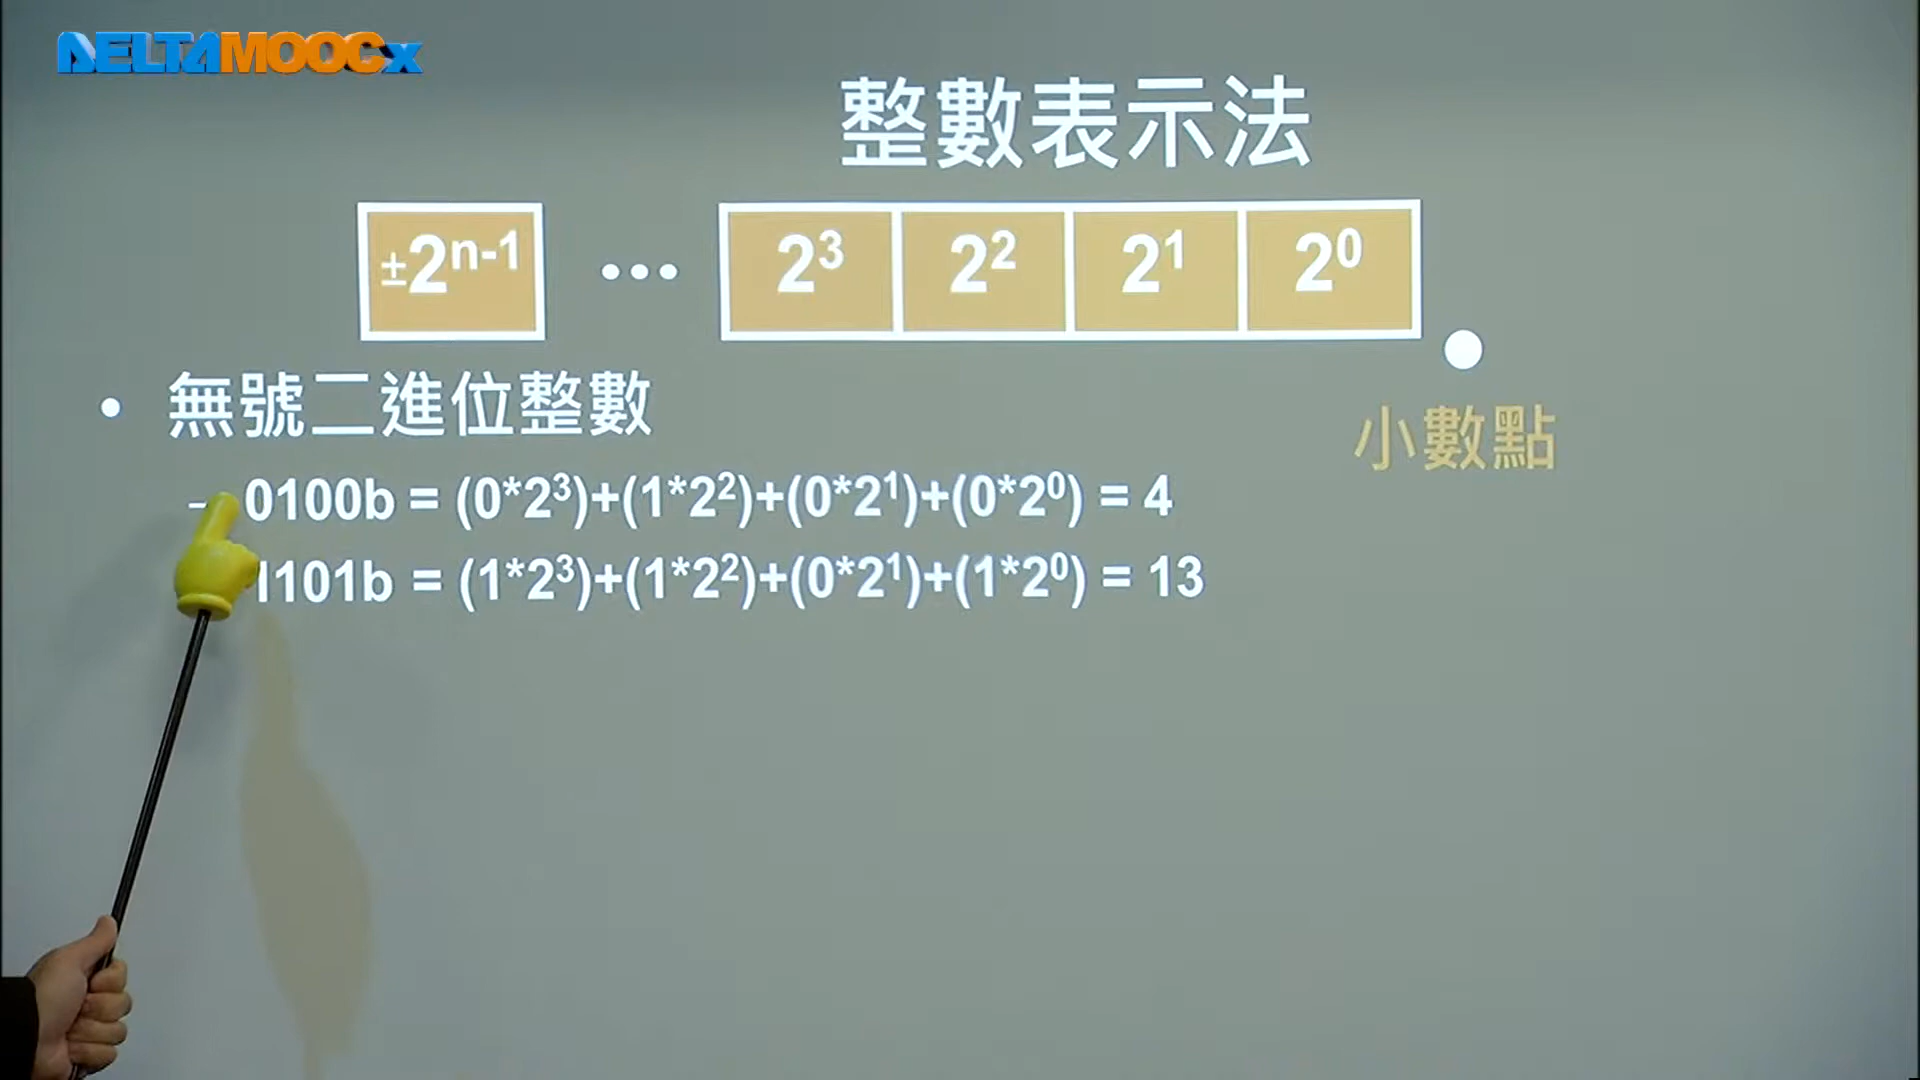 DELTAMOOCx
整數表示法
±2ⁿ⁻¹ ••• 2³ 2² 2¹ 2⁰
• 無號二進位整數
小數點
– 0100b = (0*2³)+(1*2²)+(0*2¹)+(0*2⁰) = 4
1101b = (1*2³)+(1*2²)+(0*2¹)+(1*2⁰) = 13